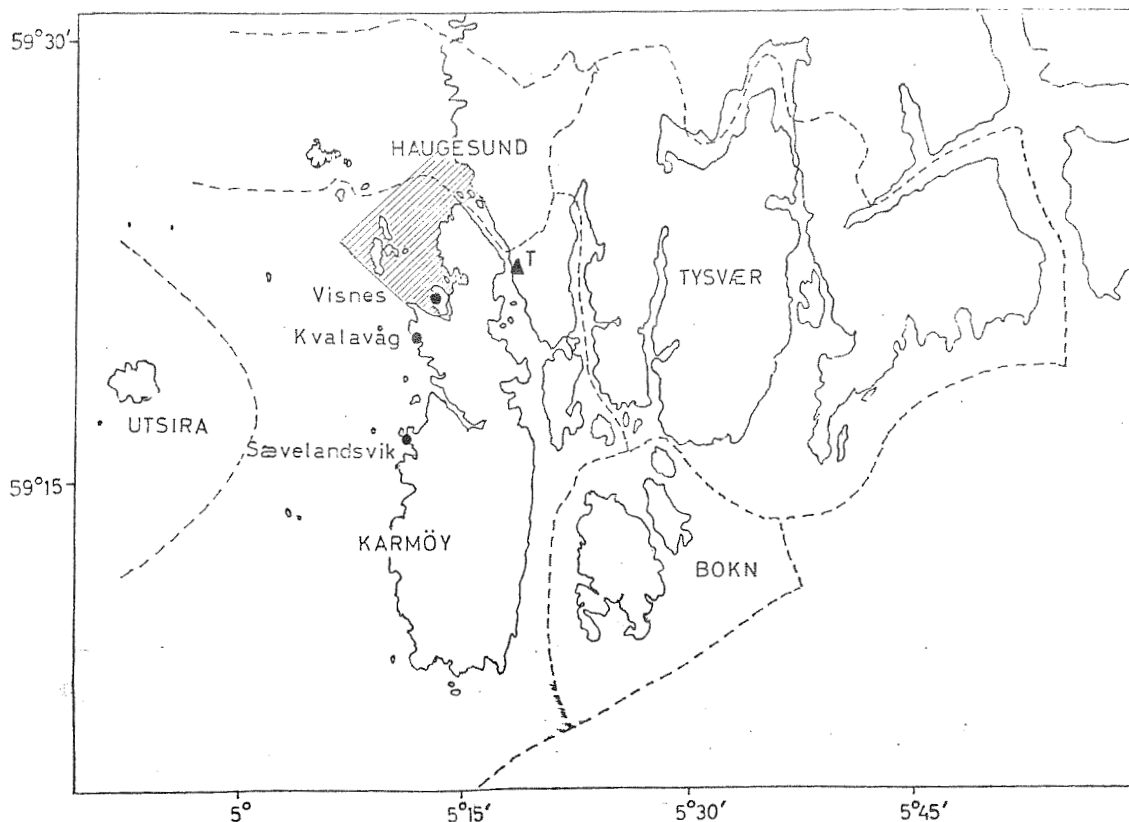 59°30′
HAUGESUND
T
TYSVÆR
Visnes
Kvalavåg
UTSIRA
Sævelandsvik
59°15
KARMÖY
BOKN
5°
5°15′
5°30′
5°45′